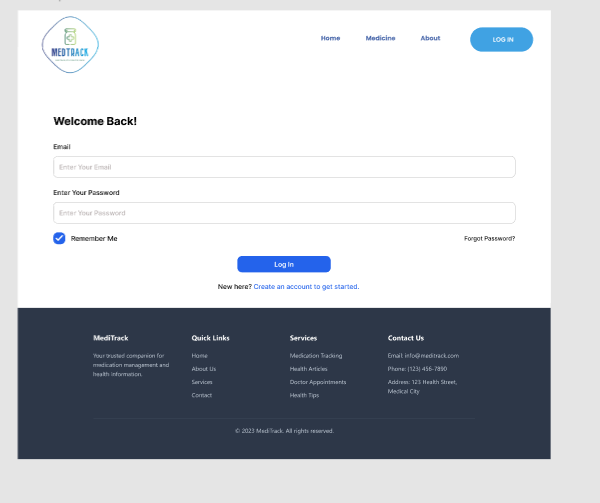 MEDTRACK
Home
Medicine
About
LOG IN
Welcome Back!
Email
Enter Your Email
Enter Your Password
Enter Your Password
Remember Me
Forgot Password?
Log In
New here? Create an account to get started.
MediTrack
Your trusted companion for
medication management and
health information.
Quick Links
Home
About Us
Services
Contact
Services
Medication Tracking
Health Articles
Doctor Appointments
Health Tips
Contact Us
Email: info@meditrack.com
Phone: (123) 456-7890
Address: 123 Health Street,
Medical City
© 2023 MediTrack. All rights reserved.